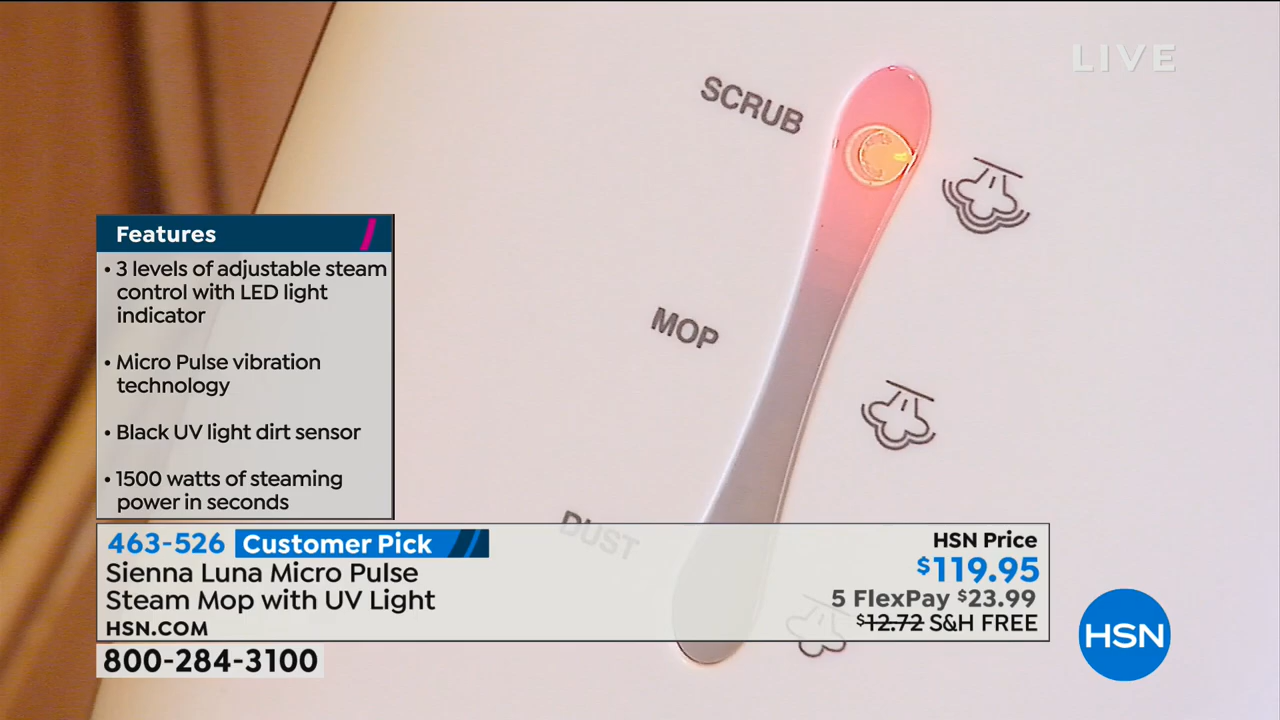 LIVE
SCRUB
MOP
DUST
Features
• 3 levels of adjustable steam
control with LED light
indicator
• Micro Pulse vibration
technology
• Black UV light dirt sensor
• 1500 watts of steaming
power in seconds
463-526 Customer Pick
Sienna Luna Micro Pulse
Steam Mop with UV Light
HSN.COM
800-284-3100
HSN Price
$119.95
5 FlexPay $23.99
$12.72 S&H FREE
HSN